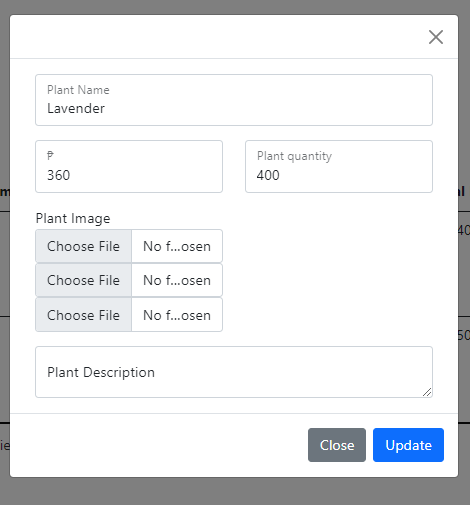 Plant Name
Lavender
₱
360
Plant quantity
400
Plant Image
Choose File No f...osen
Choose File No f...osen
Choose File No f...osen
Plant Description
Close Update